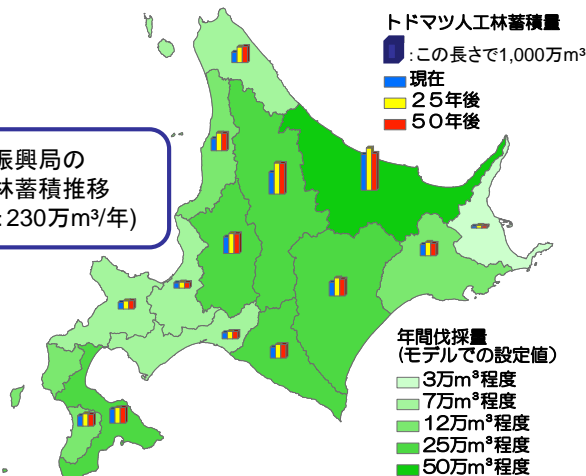 振興局の
林蓄積推移
:230万m³/年)
トドマツ人工林蓄積量
:この長さで1,000万m³
現在
25年後
50年後
年間伐採量
(モデルでの設定値)
3万m³程度
7万m³程度
12万m³程度
25万m³程度
50万m³程度